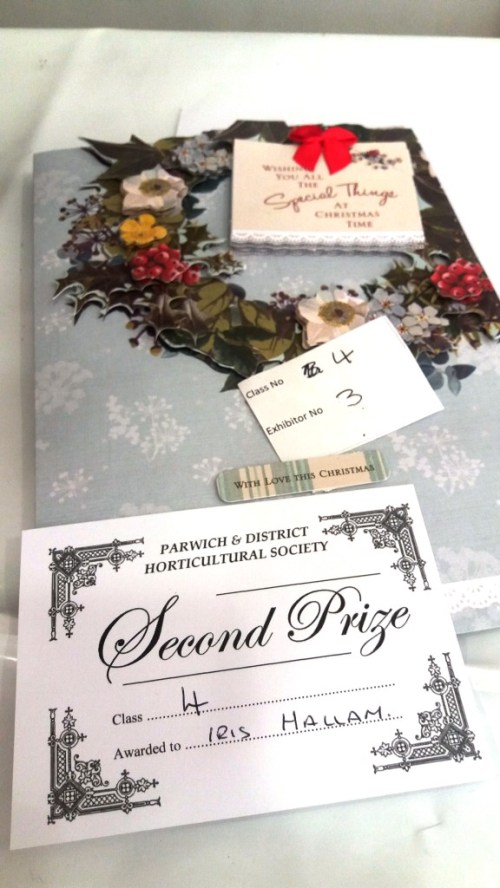 WISHING
YOU ALL
THE
Special Things
AT
CHRISTMAS
TIME
Class No 4
Exhibitor No 3
WITH LOVE THIS CHRISTMAS
PARWICH & DISTRICT
HORTICULTURAL SOCIETY
Second Prize
Class 4
Awarded to IRIS HALLAM.